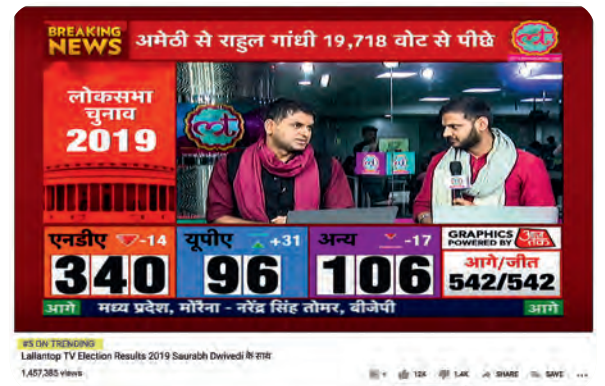 BREAKING
NEWS
अमेठी से राहुल गांधी 19,718 वोट से पीछे
लोकसभा
चुनाव
2019
एनडीए -14
340
यूपीए +31
96
अन्य -17
106
GRAPHICS
POWERED BY आज तक
आगे/जीत
542/542
आगे मध्य प्रदेश, मोरैना - नरेंद्र सिंह तोमर, बीजेपी आगे
#5 ON TRENDING
Lallantop TV Election Results 2019 Saurabh Dwivedi के साथ
1,457,385 views
12K 1.4K SHARE SAVE